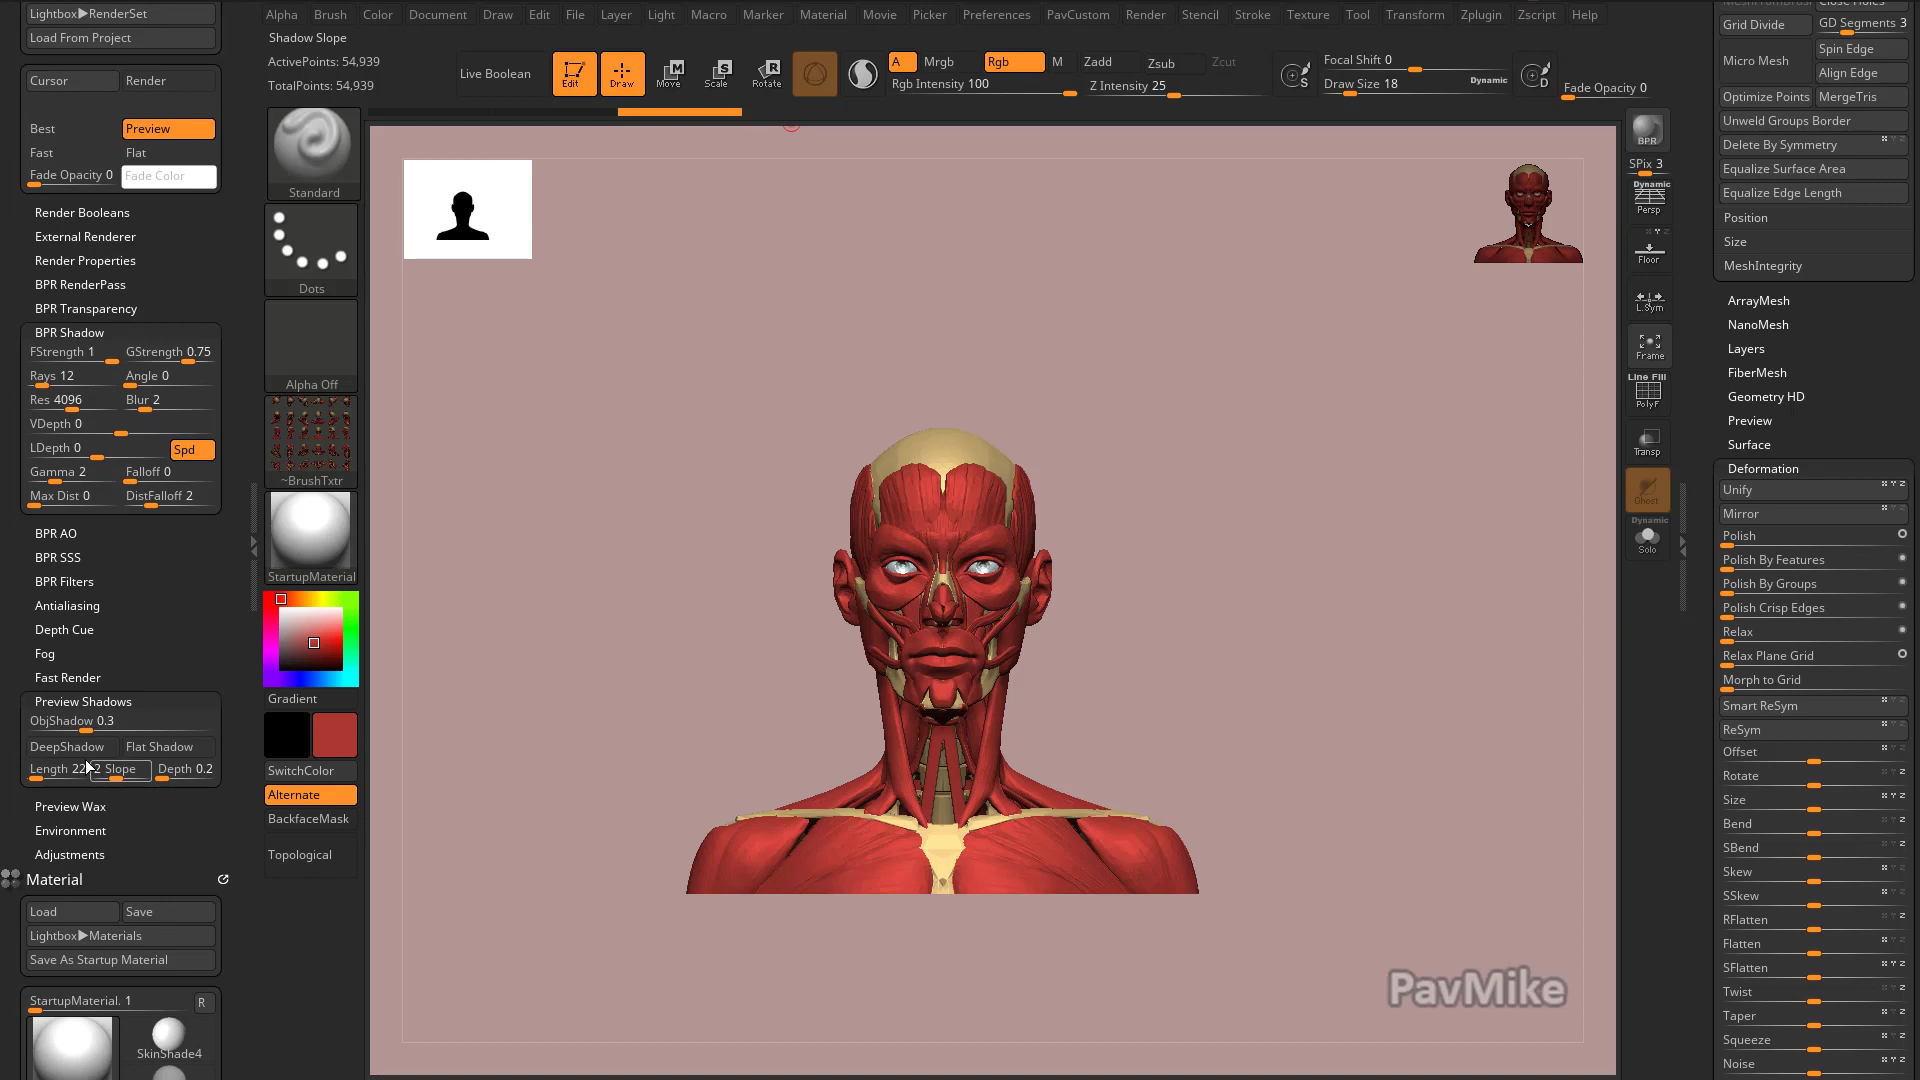 Lightbox▶RenderSet
Load From Project
Cursor Render
Best Preview
Fast Flat
Fade Opacity 0 Fade Color
Render Booleans
External Renderer
Render Properties
BPR RenderPass
BPR Transparency
BPR Shadow
FStrength 1 GStrength 0.75
Rays 12 Angle 0
Res 4096 Blur 2
VDepth 0
LDepth 0 Spd
Gamma 2 Falloff 0
Max Dist 0 DistFalloff 2
BPR AO
BPR SSS
BPR Filters
Antialiasing
Depth Cue
Fog
Fast Render
Preview Shadows
ObjShadow 0.3
DeepShadow Flat Shadow
Length 22 2 Slope Depth 0.2
Preview Wax
Environment
Adjustments
Material
Load Save
Lightbox▶Materials
Save As Startup Material
StartupMaterial. 1 R
SkinShade4
Alpha Brush Color Document Draw Edit File Layer Light Macro Marker Material Movie Picker Preferences PavCustom Render Stencil Stroke Texture Tool Transform Zplugin Zscript Help
Shadow Slope
ActivePoints: 54,939
TotalPoints: 54,939
Live Boolean
Edit Draw Move Scale Rotate
A Mrgb Rgb M Zadd Zsub Zcut
Rgb Intensity 100 Z Intensity 25
S
Focal Shift 0
Draw Size 18 Dynamic
D
Fade Opacity 0
Standard
Dots
Alpha Off
~BrushTxtr
StartupMaterial
Gradient
SwitchColor
Alternate
BackfaceMask
Topological
PavMike
BPR
SPix 3
Dynamic
Persp
Floor
L.Sym
Frame
Line Fill
PolyF
Transp
Ghost
Dynamic
Solo
Grid Divide GD Segments 3
Micro Mesh Spin Edge
Align Edge
Optimize Points MergeTris
Unweld Groups Border
Delete By Symmetry
Equalize Surface Area
Equalize Edge Length
Position
Size
MeshIntegrity
ArrayMesh
NanoMesh
Layers
FiberMesh
Geometry HD
Preview
Surface
Deformation
Unify
Mirror
Polish
Polish By Features
Polish By Groups
Polish Crisp Edges
Relax
Relax Plane Grid
Morph to Grid
Smart ReSym
ReSym
Offset
Rotate
Size
Bend
SBend
Skew
SSkew
RFlatten
Flatten
SFlatten
Twist
Taper
Squeeze
Noise